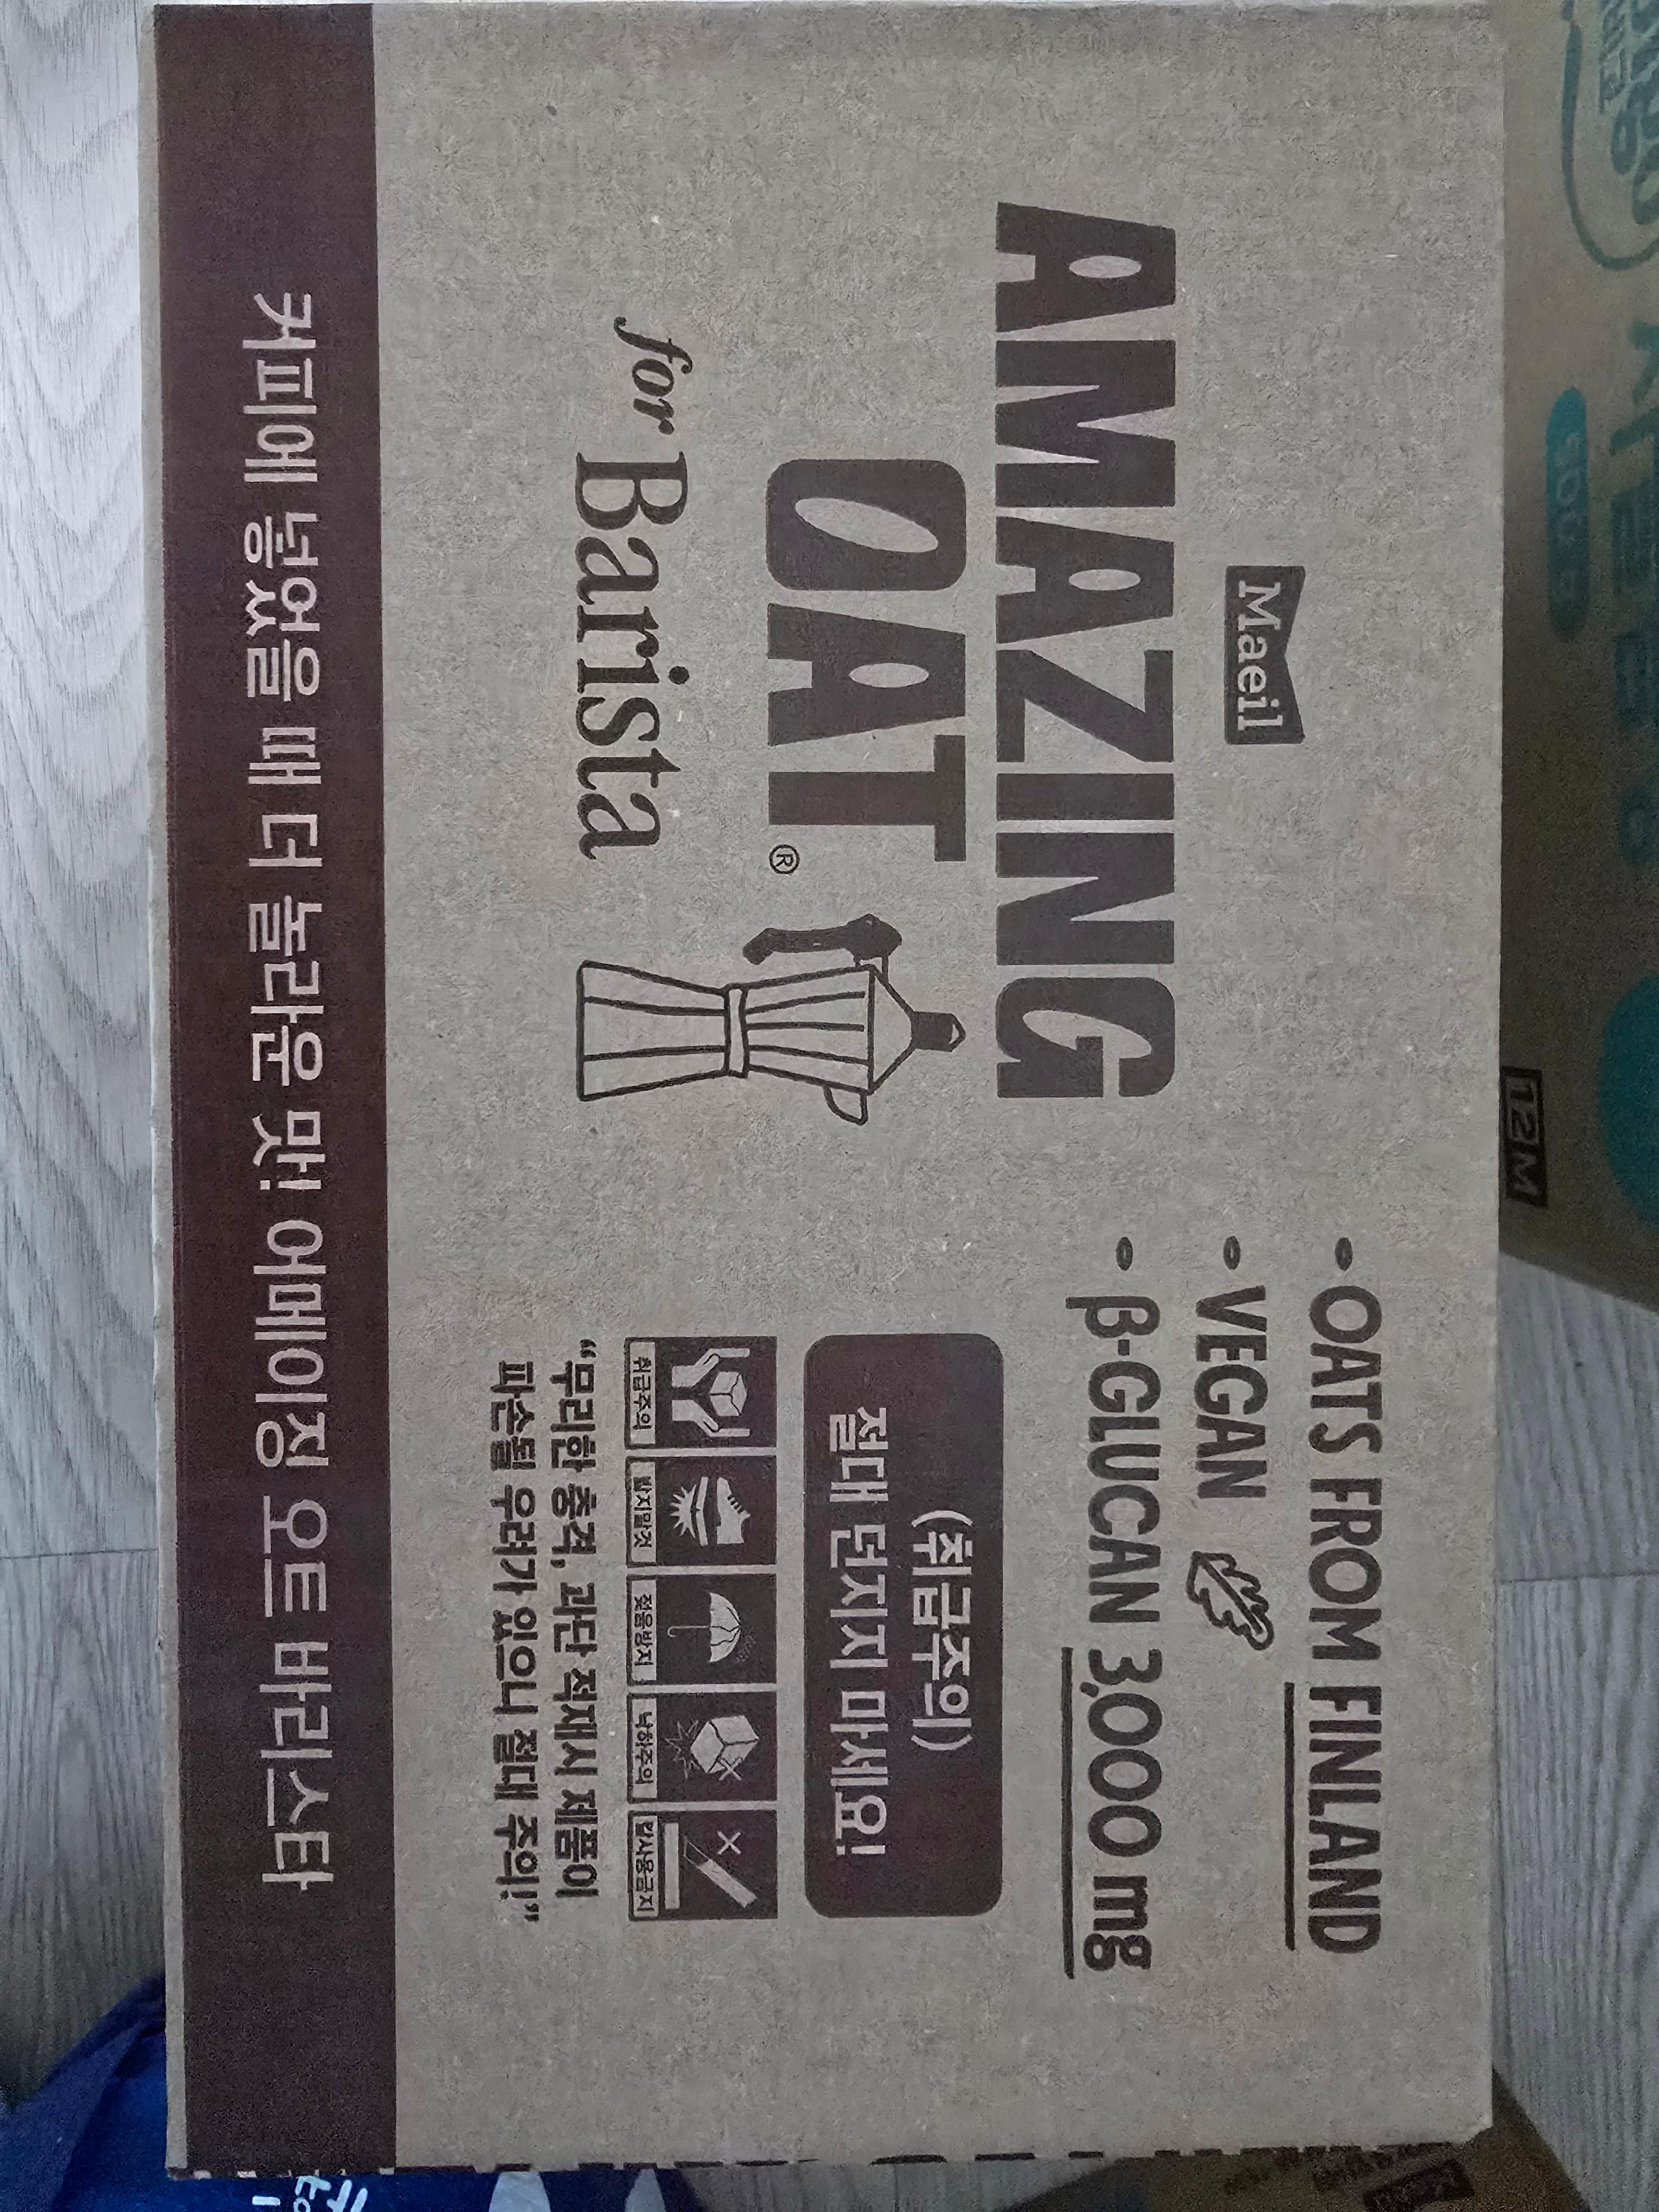 Maeil
AMAZING
OAT®
for Barista
- OATS FROM FINLAND
- VEGAN
- β-GLUCAN 3,000 mg
(취급주의)
절대 던지지 마세요!
취급주의
밟지말것
젖음방지
낙하주의
칼사용금지
“무리한 충격, 과단 적재시 제품이
파손될 우려가 있으니 절대 주의!”
커피에 넣었을 때 더 놀라운 맛! 어메이징 오트 바리스타
12M